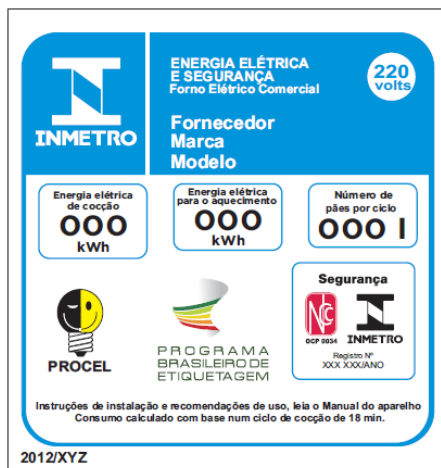 ENERGIA ELÉTRICA
E SEGURANÇA
Forno Elétrico Comercial
220
volts
INMETRO
Fornecedor
Marca
Modelo
Energia elétrica
de cocção
000
kWh
Energia elétrica
para o aquecimento
000
kWh
Número de
pães por ciclo
000 l
PROCEL
PROGRAMA
BRASILEIRO DE
ETIQUETAGEM
Segurança
NCC
OCP 0034
INMETRO
Registro Nº
XXX XXX/ANO
Instruções de instalação e recomendações de uso, leia o Manual do aparelho
Consumo calculado com base num ciclo de cocção de 18 min.
2012/XYZ